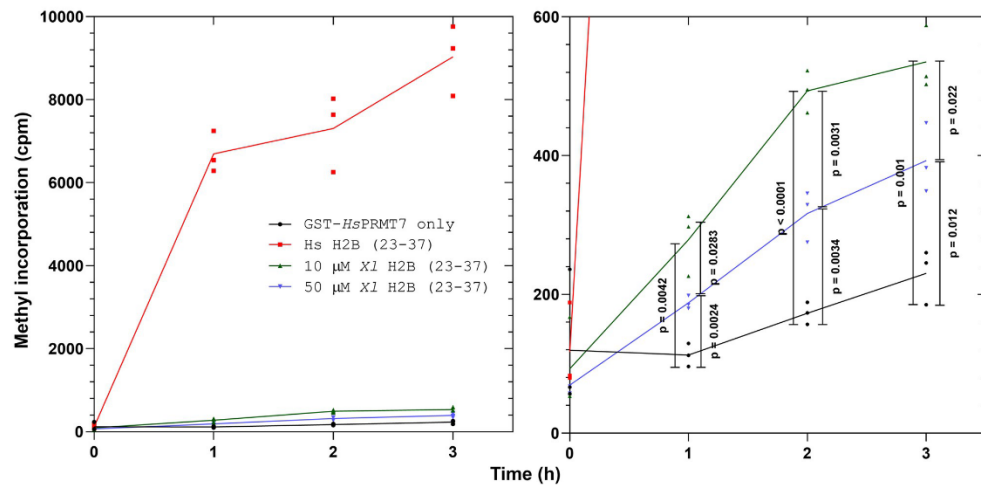 Methyl incorporation (cpm)
10000
8000
6000
4000
2000
0
0
1
2
3
GST-HsPRMT7 only
Hs H2B (23-37)
10 μM Xl H2B (23-37)
50 μM Xl H2B (23-37)
600
400
200
0
0
1
2
3
p = 0.0042
p = 0.0283
p = 0.0024
p < 0.0001
p = 0.0031
p = 0.0034
p = 0.001
p = 0.022
p = 0.012
Time (h)